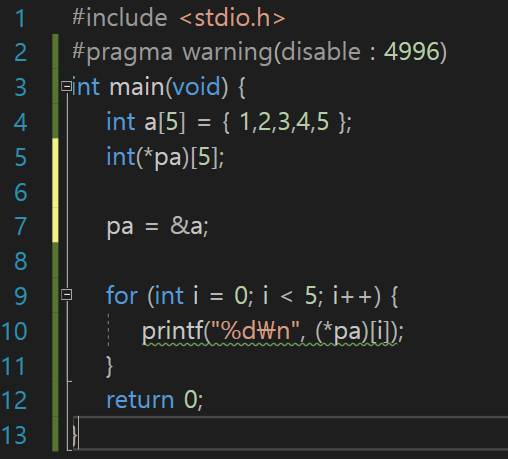 1 #include <stdio.h>
2 #pragma warning(disable : 4996)
3 int main(void) {
4 int a[5] = { 1,2,3,4,5 };
5 int(*pa)[5];
6
7 pa = &a;
8
9 for (int i = 0; i < 5; i++) {
10 printf("%d₩n", (*pa)[i]);
11 }
12 return 0;
13 }